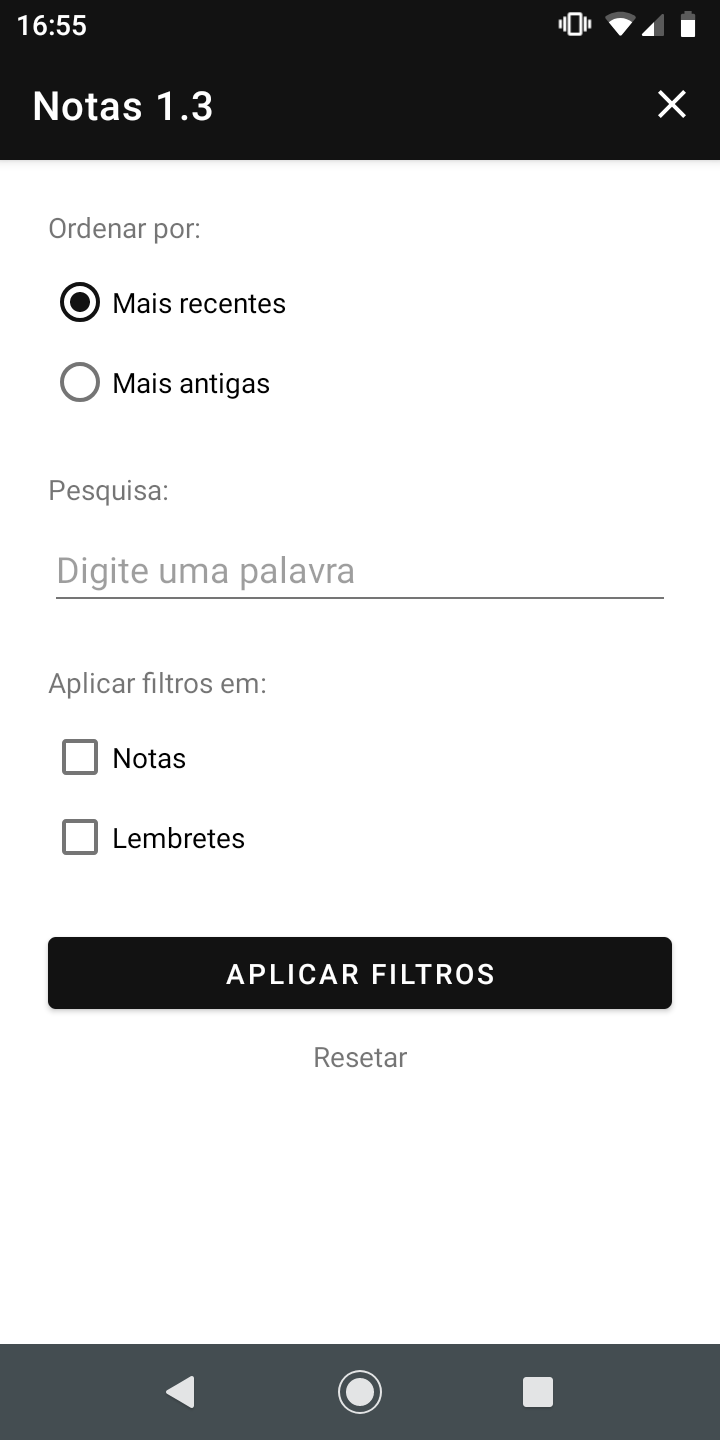 16:55
Notas 1.3
Ordenar por:
Mais recentes
Mais antigas
Pesquisa:
Digite uma palavra
Aplicar filtros em:
Notas
Lembretes
APLICAR FILTROS
Resetar